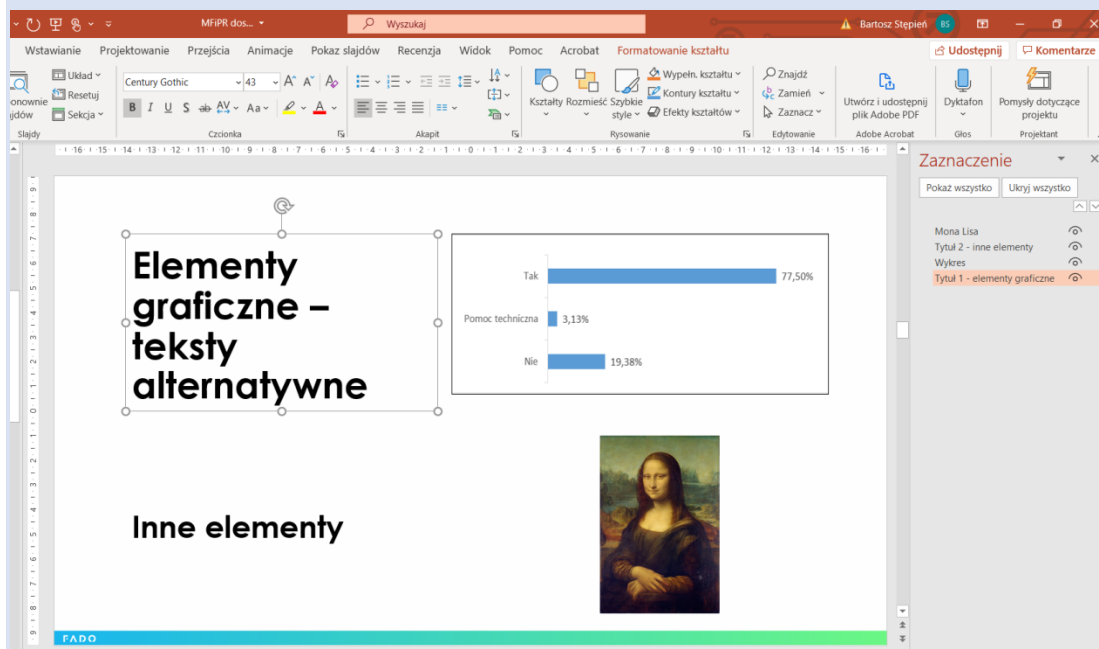 MFiPR dos...
Wyszukaj
Bartosz Stępień
BS
Wstawianie Projektowanie Przejścia Animacje Pokaz slajdów Recenzja Widok Pomoc Acrobat Formatowanie kształtu
Udostępnij
Komentarze
ponownie
jdów
Slajdy
Układ
Resetuj
Sekcja
Century Gothic
43
Czcionka
Akapit
Kształty
Rozmieść
Szybkie
style
Wypełn. kształtu
Kontury kształtu
Efekty kształtów
Rysowanie
Znajdź
Zamień
Zaznacz
Edytowanie
Utwórz i udostępnij
plik Adobe PDF
Adobe Acrobat
Dyktafon
Głos
Pomysły dotyczące
projektu
Projektant
Elementy
graficzne –
teksty
alternatywne
Tak 77,50%
Pomoc techniczna 3,13%
Nie 19,38%
Inne elementy
FADO
Zaznaczenie
Pokaż wszystko
Ukryj wszystko
Mona Lisa
Tytuł 2 - inne elementy
Wykres
Tytuł 1 - elementy graficzne